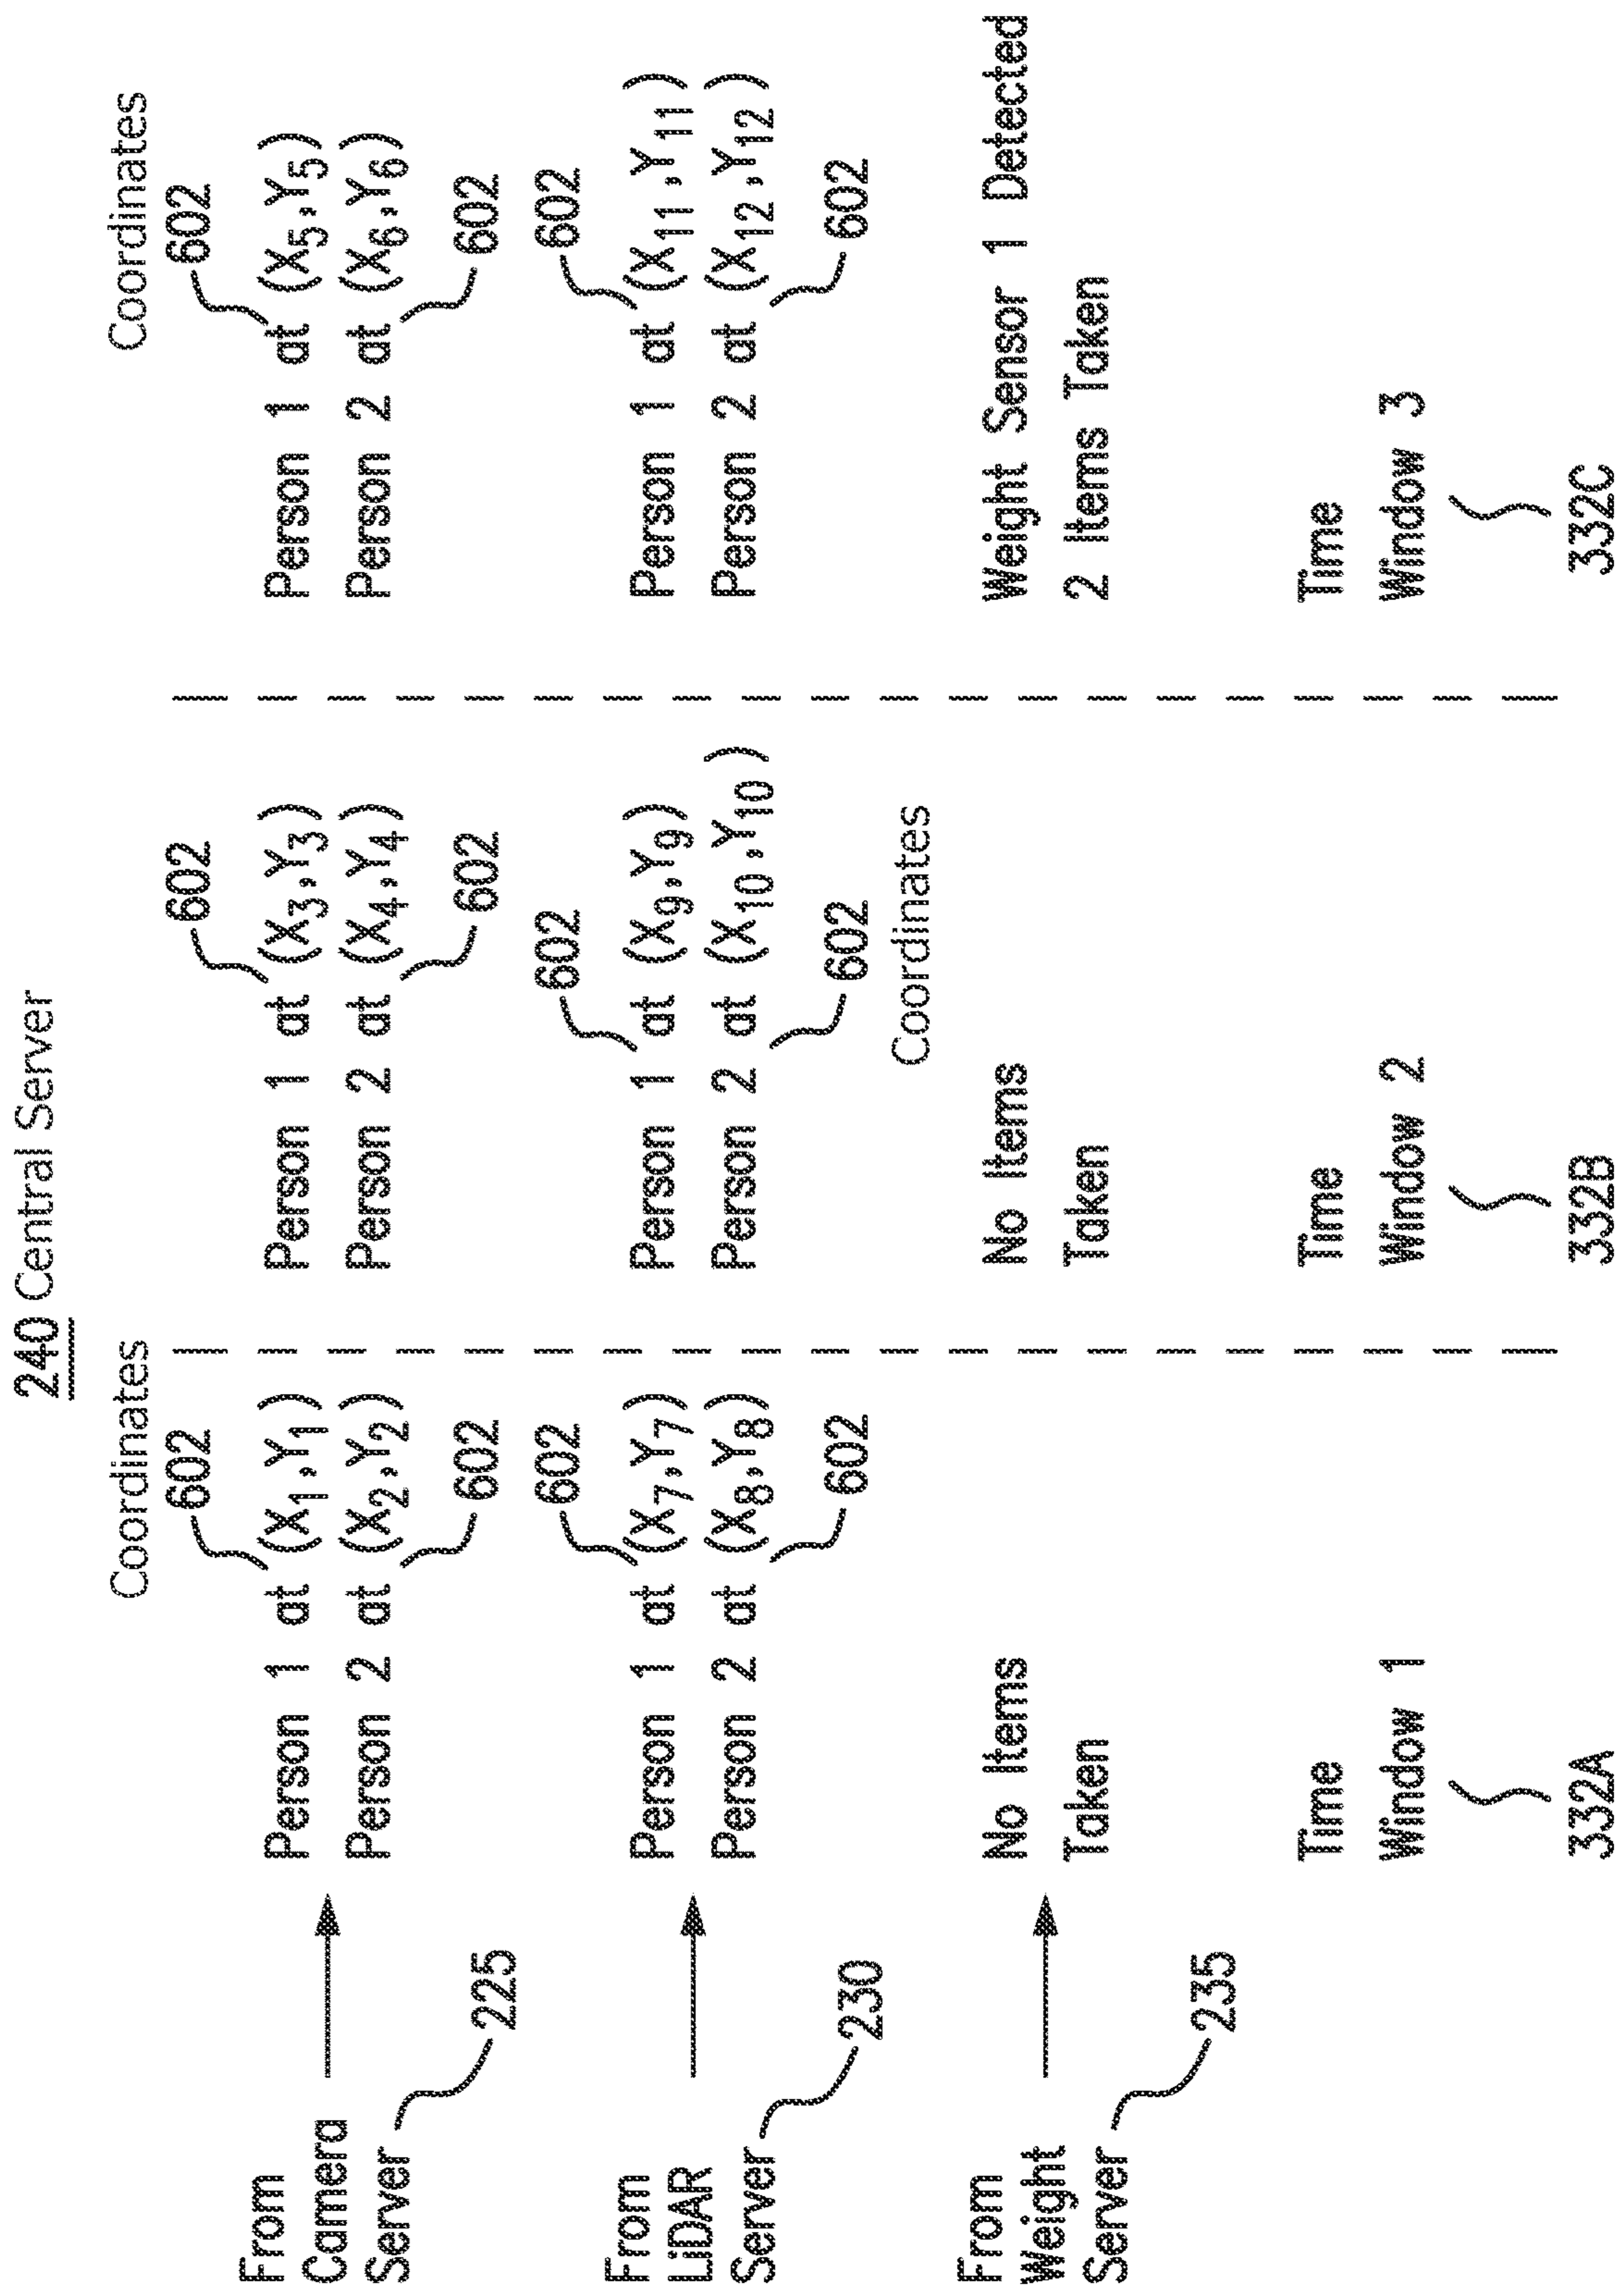 240 Central Server
Coordinates
Coordinates
602
602
602
From
Camera
Server
225
Person 1 at (X1,Y1)
Person 2 at (X2,Y2)
Person 1 at (X3,Y3)
Person 2 at (X4,Y4)
Person 1 at (X5,Y5)
Person 2 at (X6,Y6)
602
602
602
602
602
602
From
LiDAR
Server
230
Person 1 at (X7,Y7)
Person 2 at (X8,Y8)
Person 1 at (X9,Y9)
Person 2 at (X10,Y10)
Person 1 at (X11,Y11)
Person 2 at (X12,Y12)
602
602
602
Coordinates
From
Weight
Server
235
No Items
Taken
No Items
Taken
Weight Sensor 1 Detected
2 Items Taken
Time
Window 1
332A
Time
Window 2
332B
Time
Window 3
332C